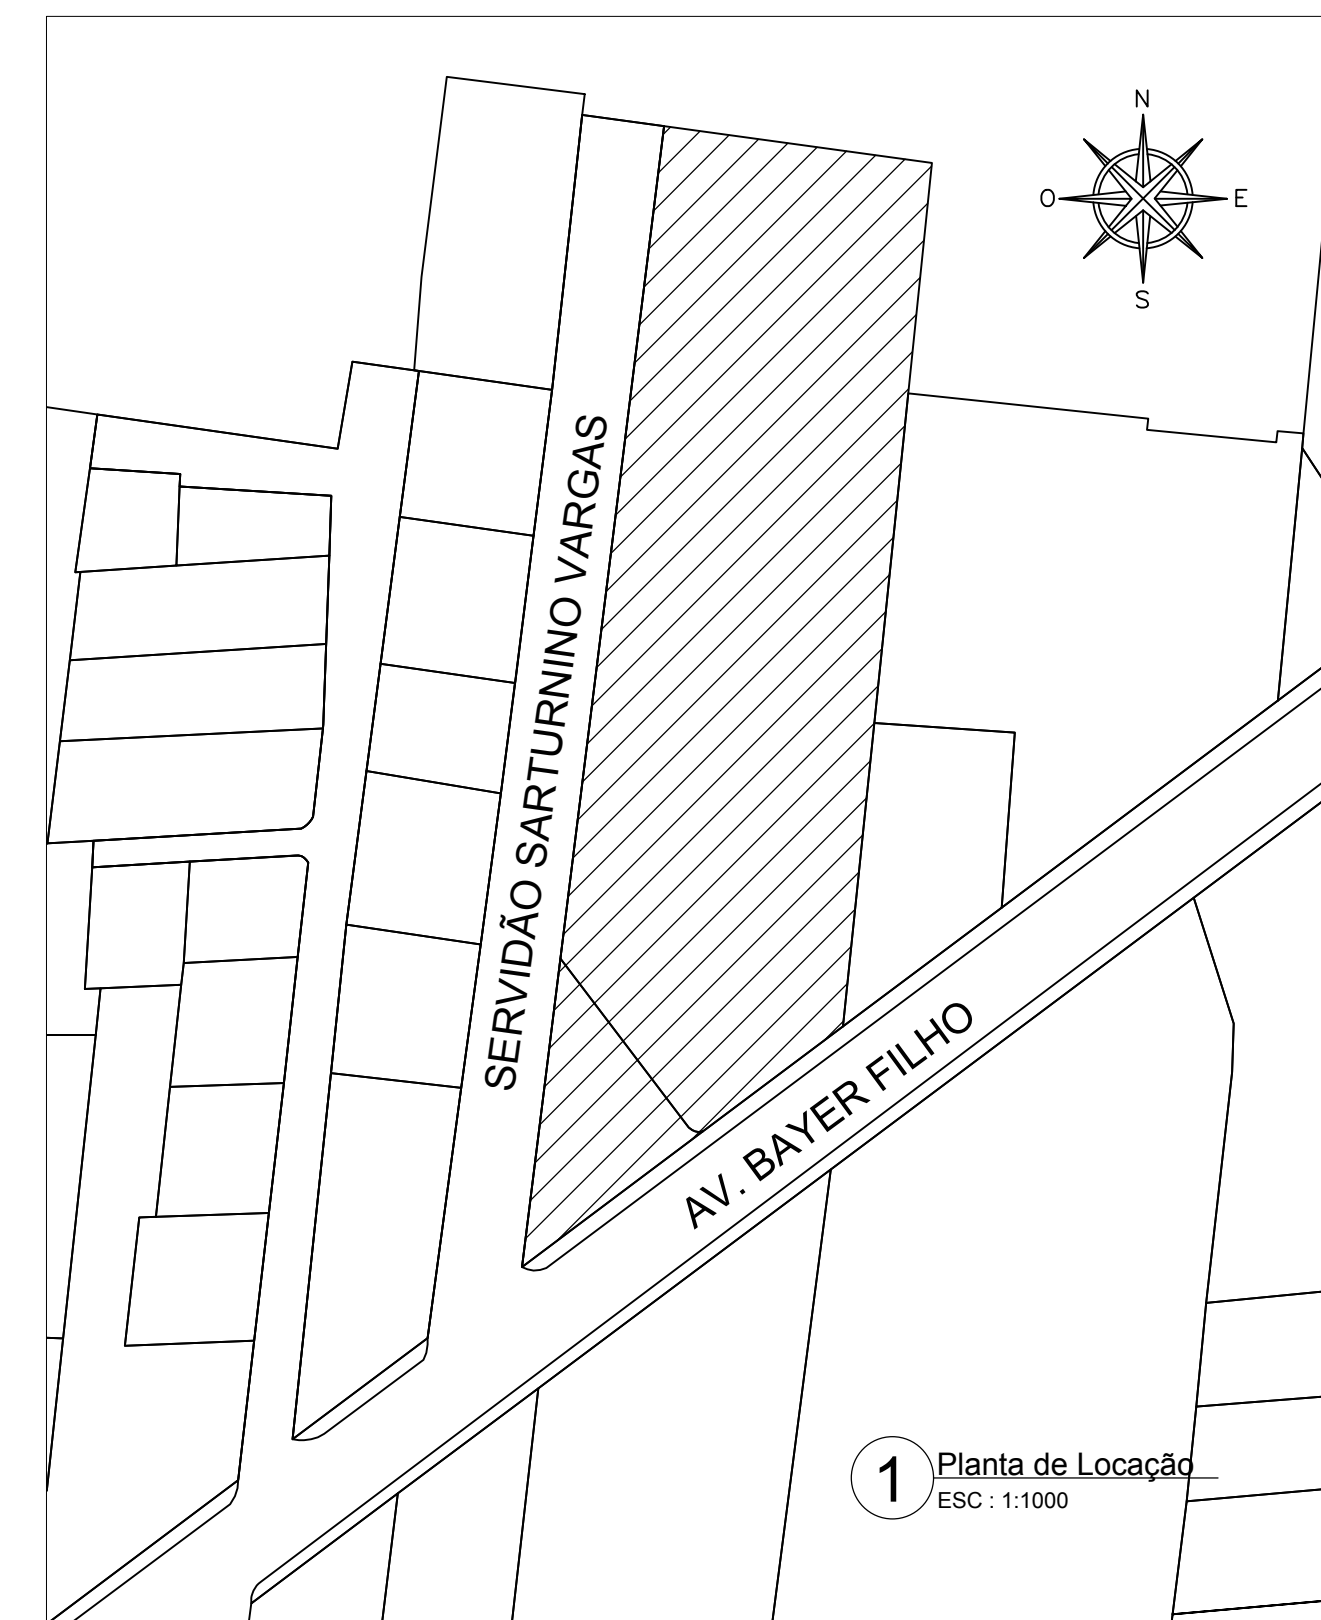 N
O
E
S
SERVIDÃO SARTURNINO VARGAS
AV. BAYER FILHO
1
Planta de Locação
ESC : 1:1000